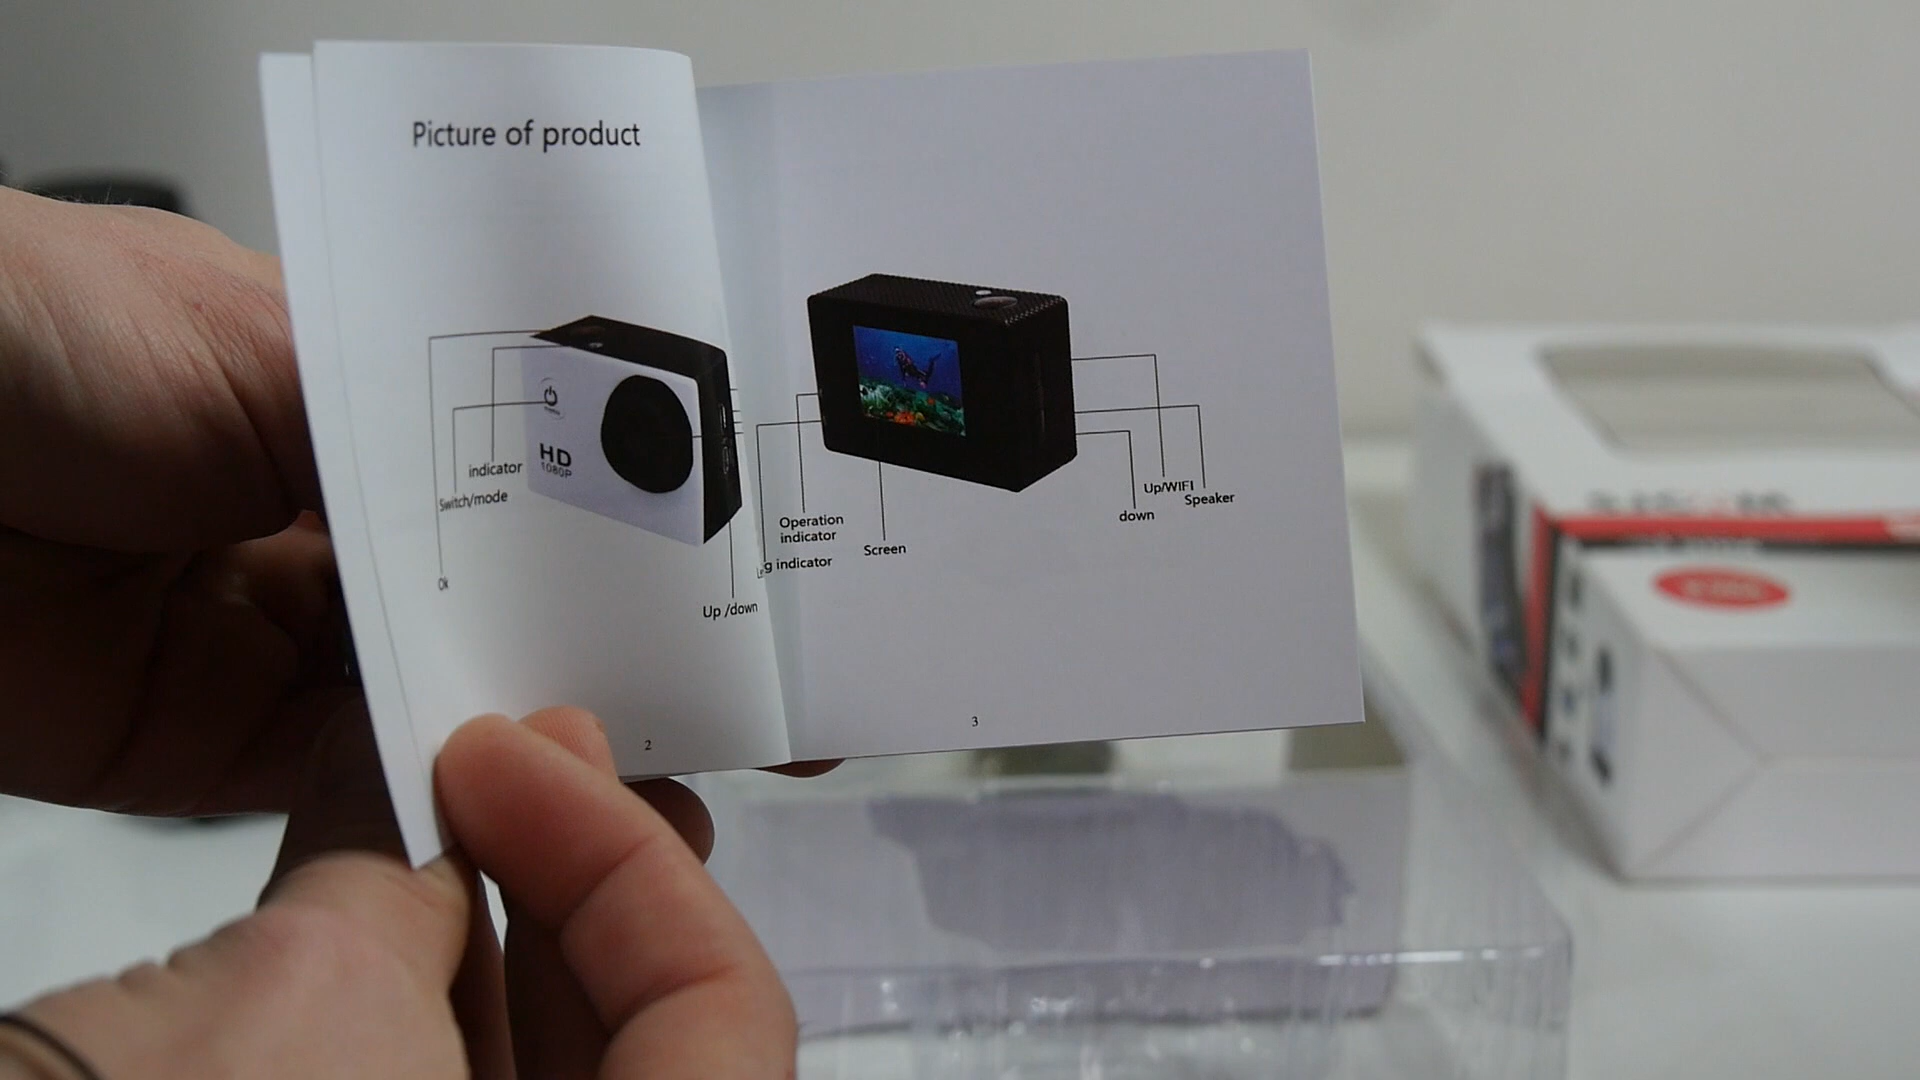 Picture of product
HD
1080P
indicator
Switch/mode
Ok
Up /down
2
Operation
indicator
g indicator
Screen
Up/WIFI
Speaker
down
3